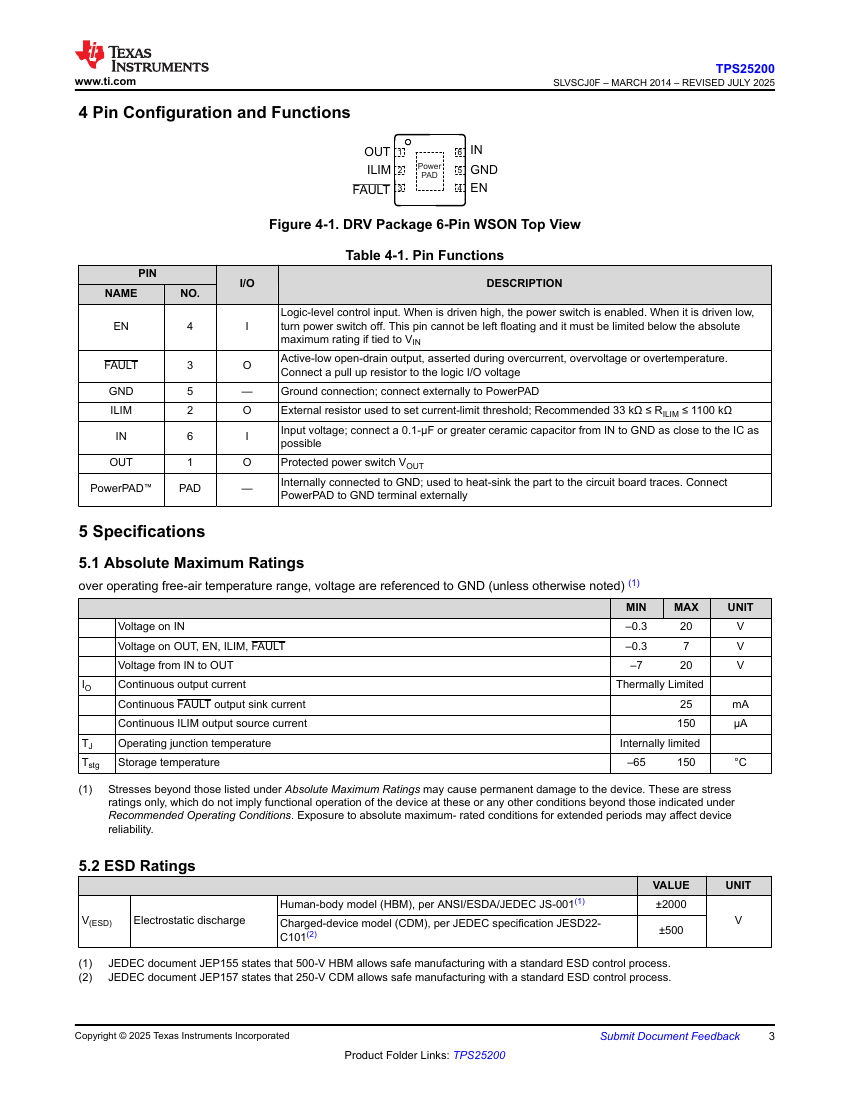 TEXAS
INSTRUMENTS
www.ti.com
TPS25200
SLVSCJ0F – MARCH 2014 – REVISED JULY 2025
4 Pin Configuration and Functions
OUT 1 6 IN
ILIM 2 Power PAD 5 GND
FAULT 3 4 EN
Figure 4-1. DRV Package 6-Pin WSON Top View
Table 4-1. Pin Functions
PIN I/O DESCRIPTION
NAME NO.
EN 4 I Logic-level control input. When is driven high, the power switch is enabled. When it is driven low,
turn power switch off. This pin cannot be left floating and it must be limited below the absolute
maximum rating if tied to VIN
FAULT 3 O Active-low open-drain output, asserted during overcurrent, overvoltage or overtemperature.
Connect a pull up resistor to the logic I/O voltage
GND 5 — Ground connection; connect externally to PowerPAD
ILIM 2 O External resistor used to set current-limit threshold; Recommended 33 kΩ ≤ RILIM ≤ 1100 kΩ
IN 6 I Input voltage; connect a 0.1-µF or greater ceramic capacitor from IN to GND as close to the IC as
possible
OUT 1 O Protected power switch VOUT
PowerPAD™ PAD — Internally connected to GND; used to heat-sink the part to the circuit board traces. Connect
PowerPAD to GND terminal externally
5 Specifications
5.1 Absolute Maximum Ratings
over operating free-air temperature range, voltage are referenced to GND (unless otherwise noted) (1)
MIN MAX UNIT
Voltage on IN –0.3 20 V
Voltage on OUT, EN, ILIM, FAULT –0.3 7 V
Voltage from IN to OUT –7 20 V
IO Continuous output current Thermally Limited
Continuous FAULT output sink current 25 mA
Continuous ILIM output source current 150 µA
TJ Operating junction temperature Internally limited
Tstg Storage temperature –65 150 °C
(1) Stresses beyond those listed under Absolute Maximum Ratings may cause permanent damage to the device. These are stress
ratings only, which do not imply functional operation of the device at these or any other conditions beyond those indicated under
Recommended Operating Conditions. Exposure to absolute maximum- rated conditions for extended periods may affect device
reliability.
5.2 ESD Ratings
VALUE UNIT
V(ESD) Electrostatic discharge Human-body model (HBM), per ANSI/ESDA/JEDEC JS-001(1) ±2000 V
Charged-device model (CDM), per JEDEC specification JESD22-
C101(2) ±500
(1) JEDEC document JEP155 states that 500-V HBM allows safe manufacturing with a standard ESD control process.
(2) JEDEC document JEP157 states that 250-V CDM allows safe manufacturing with a standard ESD control process.
Copyright © 2025 Texas Instruments Incorporated
Submit Document Feedback 3
Product Folder Links: TPS25200